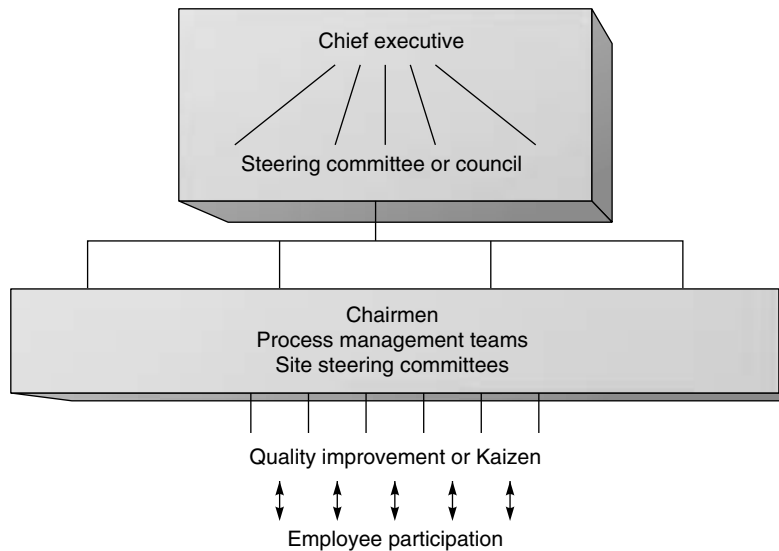 Chief executive
Steering committee or council
Chairmen
Process management teams
Site steering committees
Quality improvement or Kaizen
Employee participation